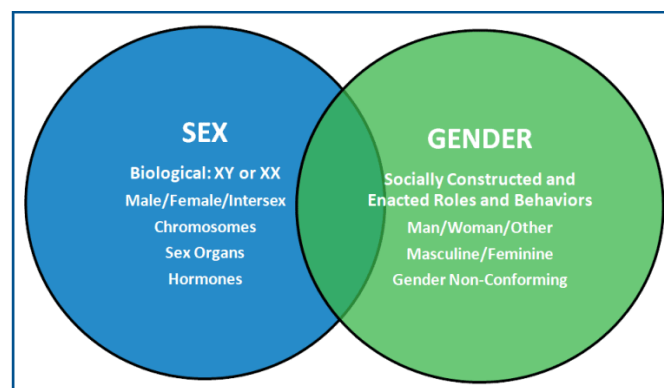 SEX
Biological: XY or XX
Male/Female/Intersex
Chromosomes
Sex Organs
Hormones
GENDER
Socially Constructed and
Enacted Roles and Behaviors
Man/Woman/Other
Masculine/Feminine
Gender Non-Conforming